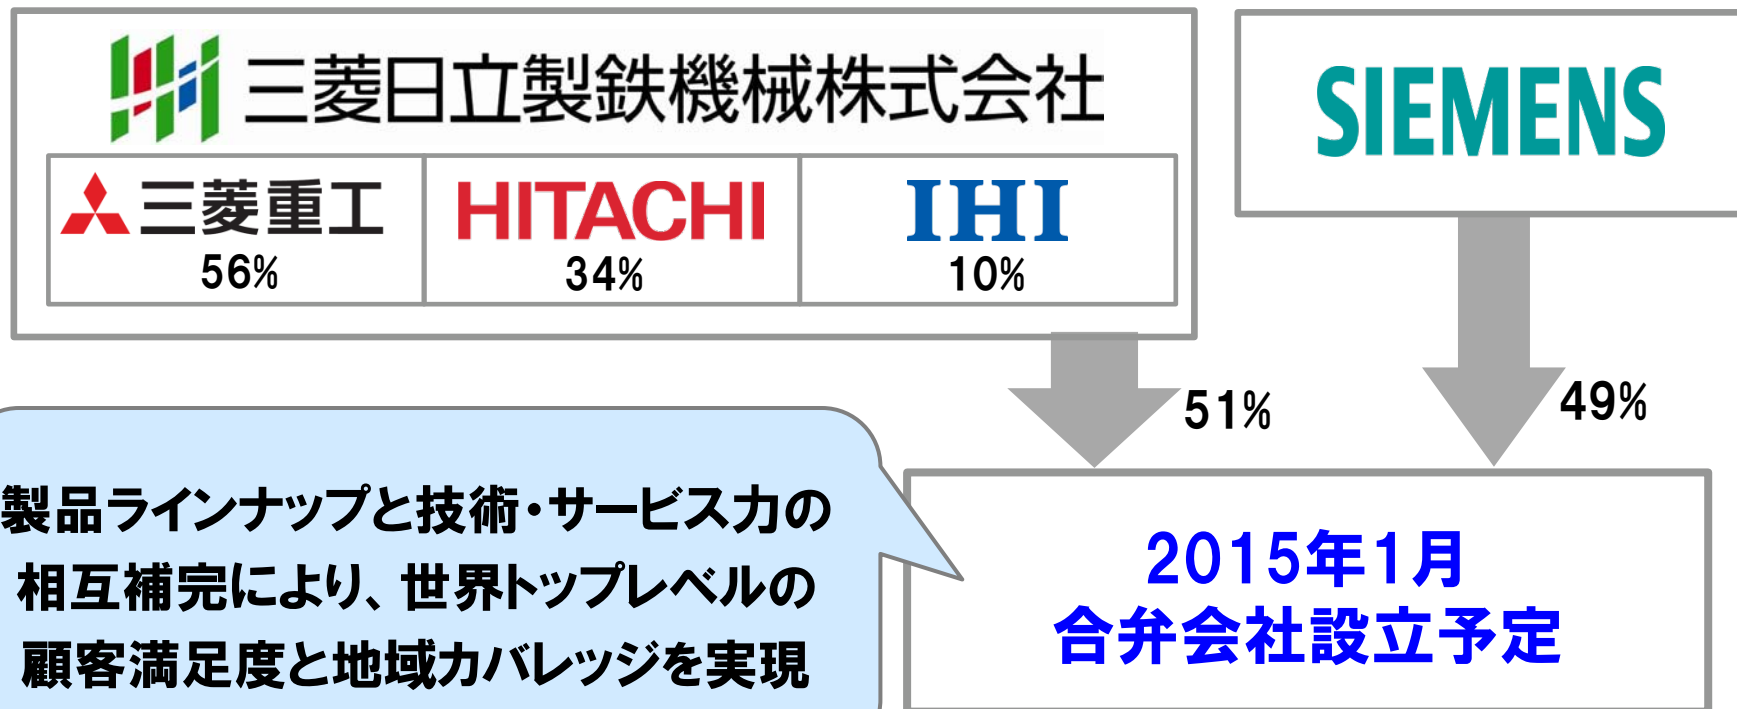 三菱日立製鉄機械株式会社
SIEMENS
三菱重工
HITACHI
IHI
56%
34%
10%
51%
49%
製品ラインナップと技術・サービス力の
相互補完により、世界トップレベルの
顧客満足度と地域カバレッジを実現
2015年1月
合弁会社設立予定